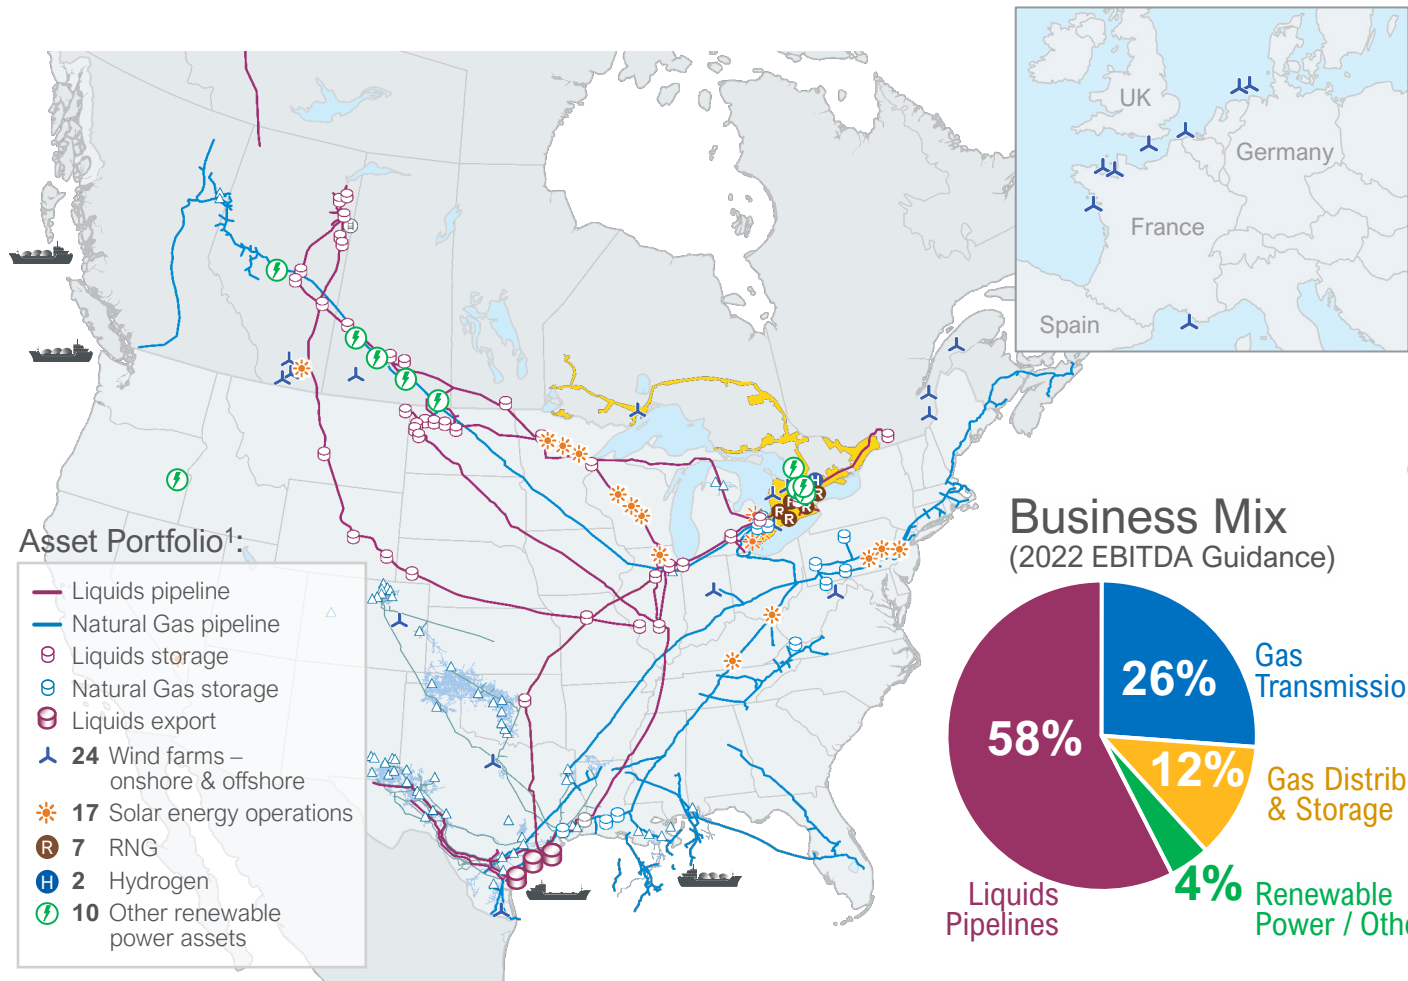 UK
Germany
France
Spain
Asset Portfolio1:
Liquids pipeline
Natural Gas pipeline
Liquids storage
Natural Gas storage
Liquids export
24 Wind farms –
onshore & offshore
17 Solar energy operations
R 7 RNG
H 2 Hydrogen
10 Other renewable
power assets
H
R
R
R
R
R
Business Mix
(2022 EBITDA Guidance)
26%
Gas
Transmissio
58%
12%
Gas Distrib
& Storage
4%
Liquids
Pipelines
Renewable
Power / Othe